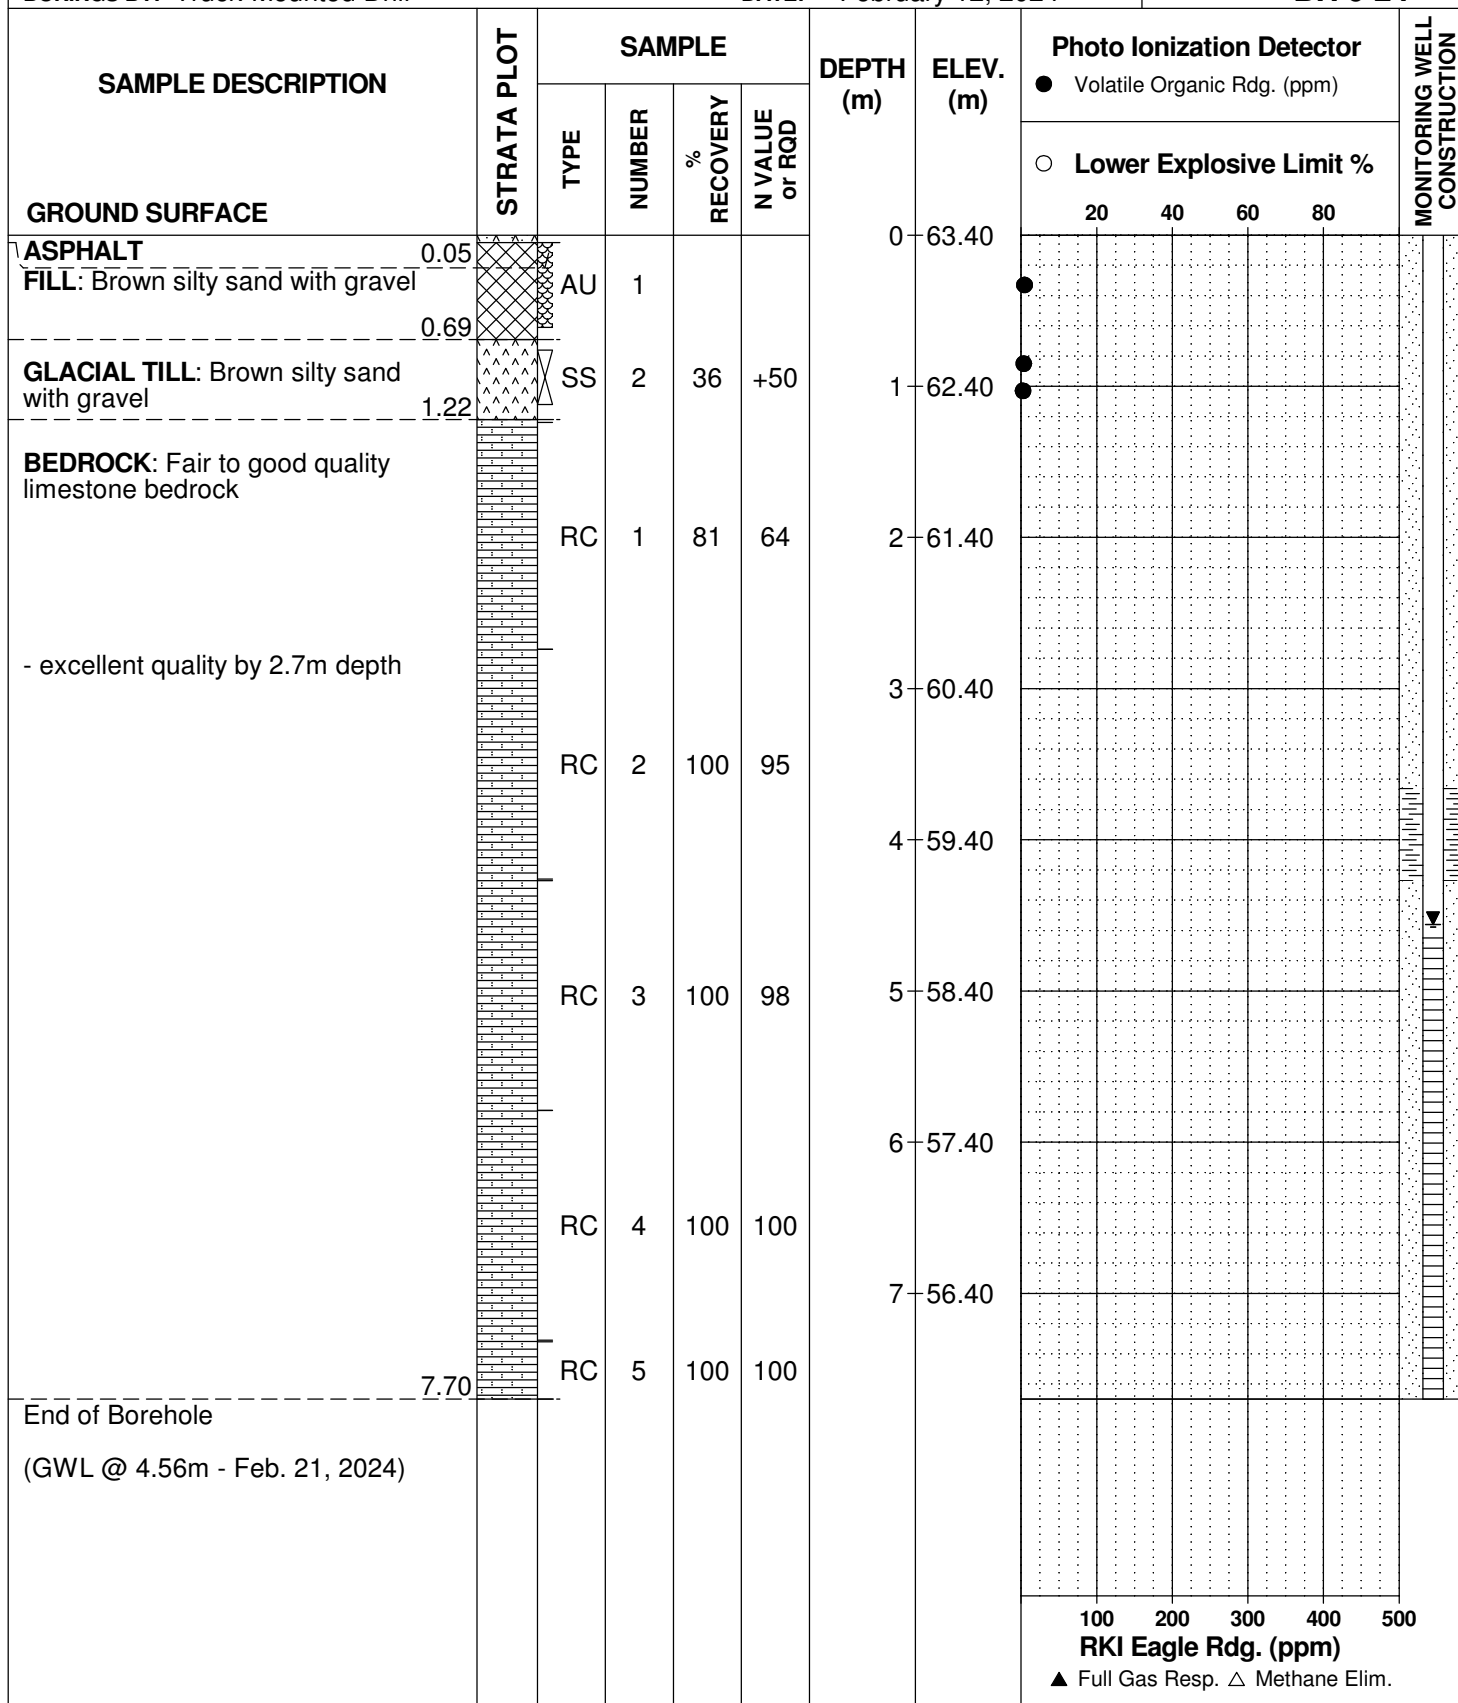 SAMPLE DESCRIPTION
GROUND SURFACE
STRATA PLOT
SAMPLE
TYPE
NUMBER
% RECOVERY
N VALUE or RQD
DEPTH (m)
ELEV. (m)
Photo Ionization Detector
● Volatile Organic Rdg. (ppm)
○ Lower Explosive Limit %
20 40 60 80
MONITORING WELL CONSTRUCTION
0 63.40
ASPHALT 0.05
FILL: Brown silty sand with gravel
AU 1
0.69
GLACIAL TILL: Brown silty sand
with gravel
1.22
SS 2 36 +50
1 62.40
BEDROCK: Fair to good quality
limestone bedrock
RC 1 81 64
2 61.40
- excellent quality by 2.7m depth
3 60.40
RC 2 100 95
4 59.40
RC 3 100 98
5 58.40
6 57.40
RC 4 100 100
7 56.40
RC 5 100 100
7.70
End of Borehole
(GWL @ 4.56m - Feb. 21, 2024)
100 200 300 400 500
RKI Eagle Rdg. (ppm)
▲ Full Gas Resp. △ Methane Elim.